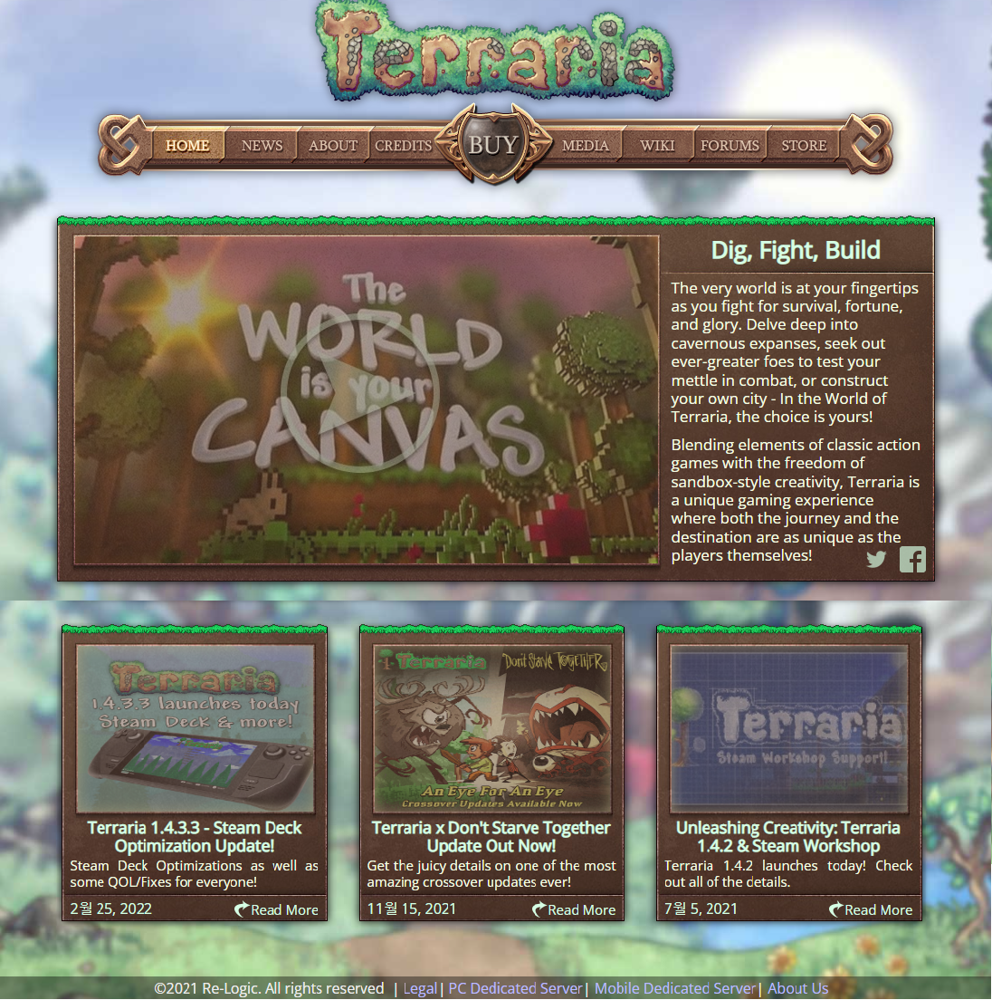 Terraria
HOME NEWS ABOUT CREDITS BUY MEDIA WIKI FORUMS STORE
The
WORLD
is your
CANVAS
Dig, Fight, Build
The very world is at your fingertips
as you fight for survival, fortune,
and glory. Delve deep into
cavernous expanses, seek out
ever-greater foes to test your
mettle in combat, or construct
your own city - In the World of
Terraria, the choice is yours!
Blending elements of classic action
games with the freedom of
sandbox-style creativity, Terraria is
a unique gaming experience
where both the journey and the
destination are as unique as the
players themselves!
Terraria
1.4.3.3 launches today
Steam Deck & more!
Terraria 1.4.3.3 - Steam Deck
Optimization Update!
Steam Deck Optimizations as well as
some QOL/Fixes for everyone!
2월 25, 2022 Read More
Terraria Don't Starve Together
An Eye For An Eye
Crossover Updates Available Now
Terraria x Don't Starve Together
Update Out Now!
Get the juicy details on one of the most
amazing crossover updates ever!
11월 15, 2021 Read More
Terraria
Steam Workshop Support!
Unleashing Creativity: Terraria
1.4.2 & Steam Workshop
Terraria 1.4.2 launches today! Check
out all of the details.
7월 5, 2021 Read More
©2021 Re-Logic. All rights reserved | Legal| PC Dedicated Server| Mobile Dedicated Server| About Us